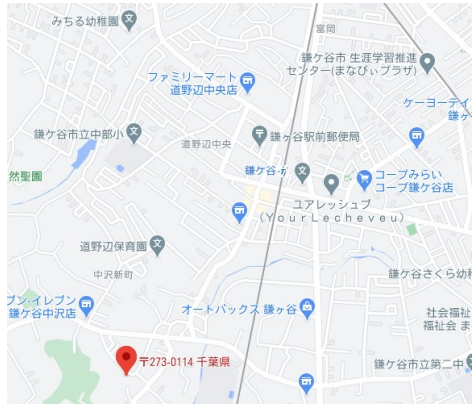 みちる幼稚園
富岡
鎌ケ谷市 生涯学習推進
センター(まなびぃプラザ)
ファミリーマート
道野辺中央店
ケーヨーデイ
鎌ヶ
鎌ケ谷市立中部小
道野辺中央
鎌ヶ谷駅前郵便局
然聖園
鎌ケ谷
コープみらい
コープ鎌ケ谷店
ユアレッシュブ
(YourLecheveu)
道野辺保育園
中沢新町
鎌ケ谷さくら幼稚
ブン-イレブン
鎌ケ谷中沢店
オートバックス 鎌ヶ谷
社会福祉
福祉会 ま
〒273-0114 千葉県
鎌ケ谷市立第二中